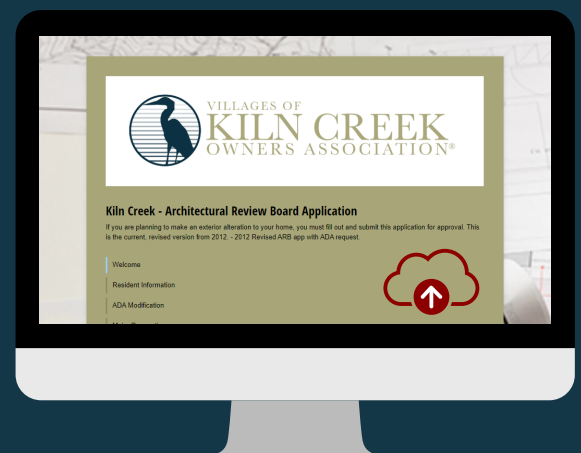 VILLAGES OF
KILN CREEK
OWNERS ASSOCIATION®
Kiln Creek - Architectural Review Board Application
If you are planning to make an exterior alteration to your home, you must fill out and submit this application for approval. This
is the current, revised version from 2012. - 2012 Revised ARB app with ADA request.
Welcome
Resident Information
ADA Modification